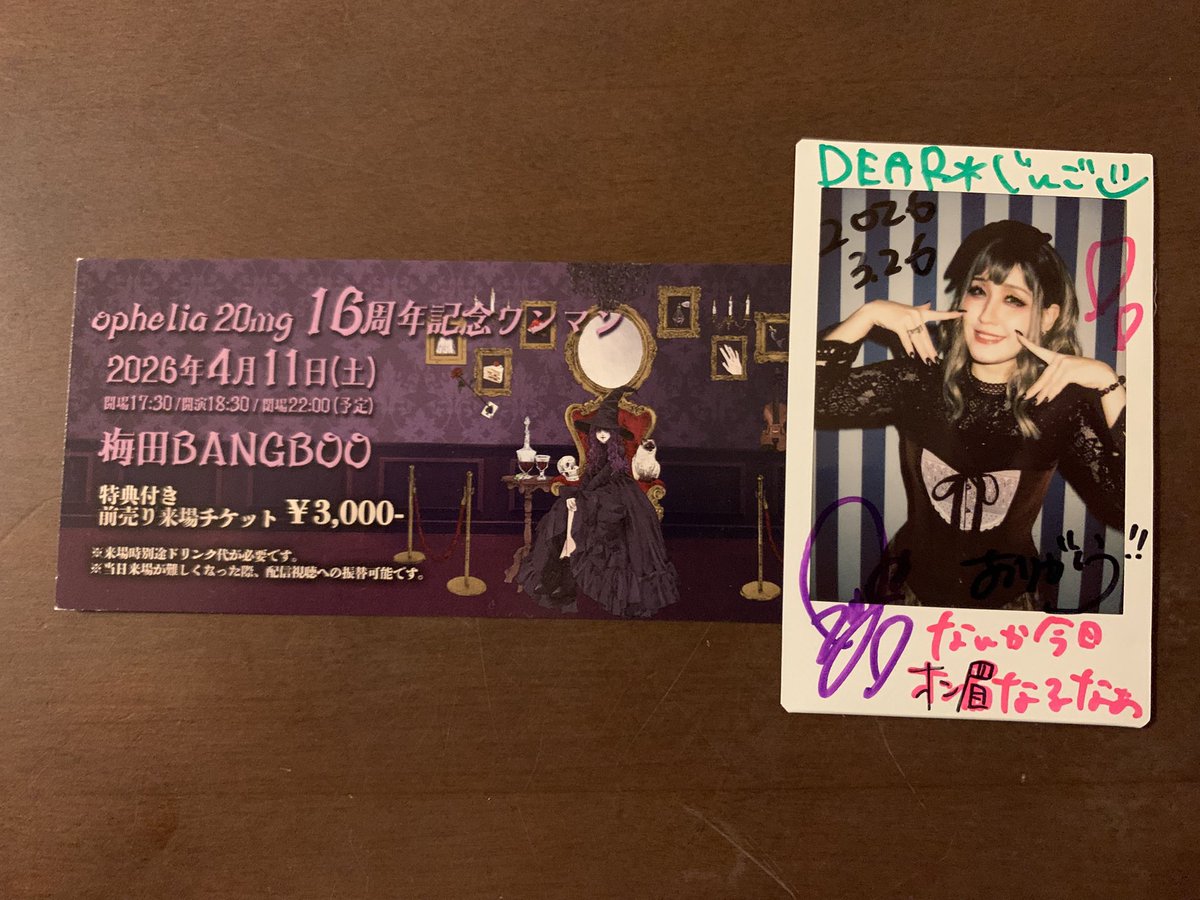 ophelia 20mg 16周年記念ワンマン
2026年4月11日(土)
開場17:30/開演18:30/閉場22:00(予定)
梅田BANGBOO
特典付き
前売り来場チケット ¥3,000-
※来場時別途ドリンク代が必要です。
※当日来場が難しくなった際、配信視聴への振替可能です。
DEAR*じんご
2026
3.26
ありがとう!!
なんか今日
オン眉なるなぁ